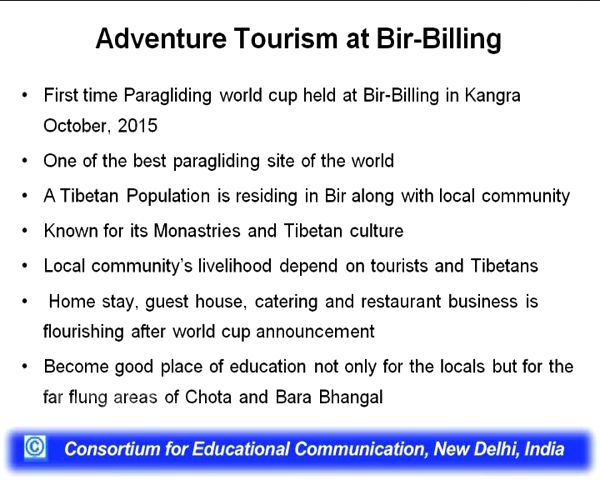 Adventure Tourism at Bir-Billing
• First time Paragliding world cup held at Bir-Billing in Kangra
October, 2015
• One of the best paragliding site of the world
• A Tibetan Population is residing in Bir along with local community
• Known for its Monastries and Tibetan culture
• Local community's livelihood depend on tourists and Tibetans
• Home stay, guest house, catering and restaurant business is
flourishing after world cup announcement
• Become good place of education not only for the locals but for the
far flung areas of Chota and Bara Bhangal
© Consortium for Educational Communication, New Delhi, India